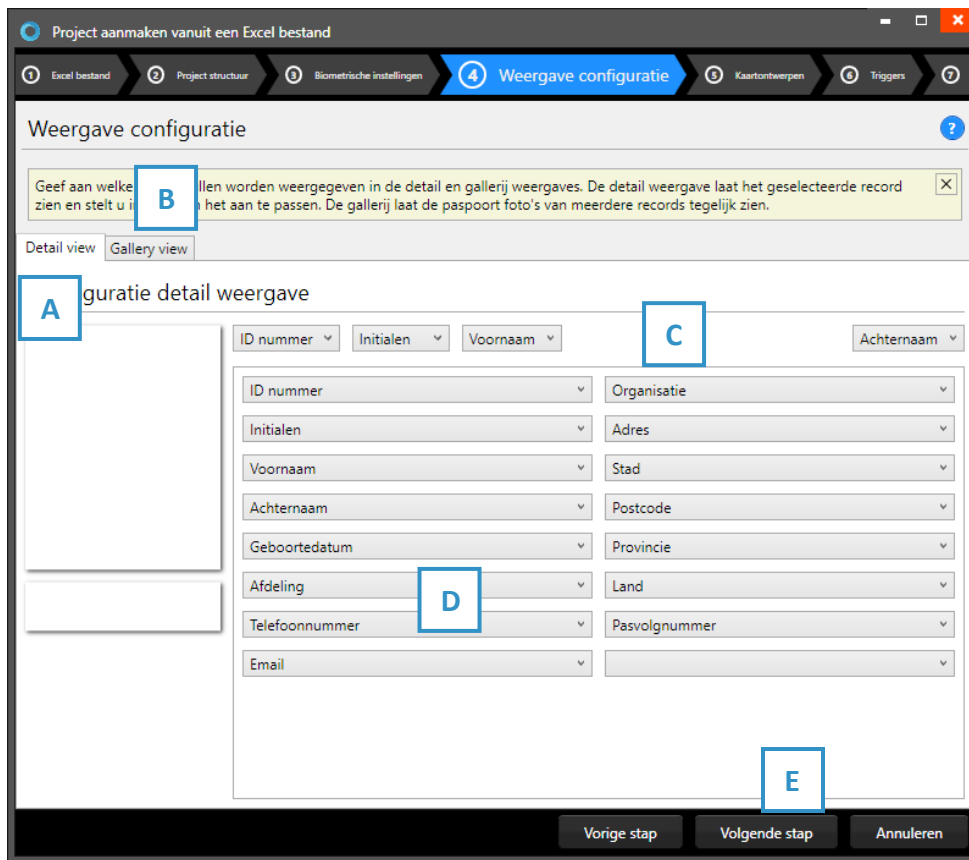 Project aanmaken vanuit een Excel bestand
1 Excel bestand 2 Project structuur 3 Biometrische instellingen 4 Weergave configuratie 5 Kaartontwerpen 6 Triggers 7
Weergave configuratie ?
Geef aan welke llen worden weergegeven in de detail en gallerij weergaves. De detail weergave laat het geselecteerde record
B
zien en stelt u i n het aan te passen. De gallerij laat de paspoort foto's van meerdere records tegelijk zien.
Detail view Gallery view
A guratie detail weergave
ID nummer Initialen Voornaam C Achternaam
ID nummer Organisatie
Initialen Adres
Voornaam Stad
Achternaam Postcode
Geboortedatum Provincie
Afdeling Land
D
Telefoonnummer Pasvolgnummer
Email
E
Vorige stap Volgende stap Annuleren